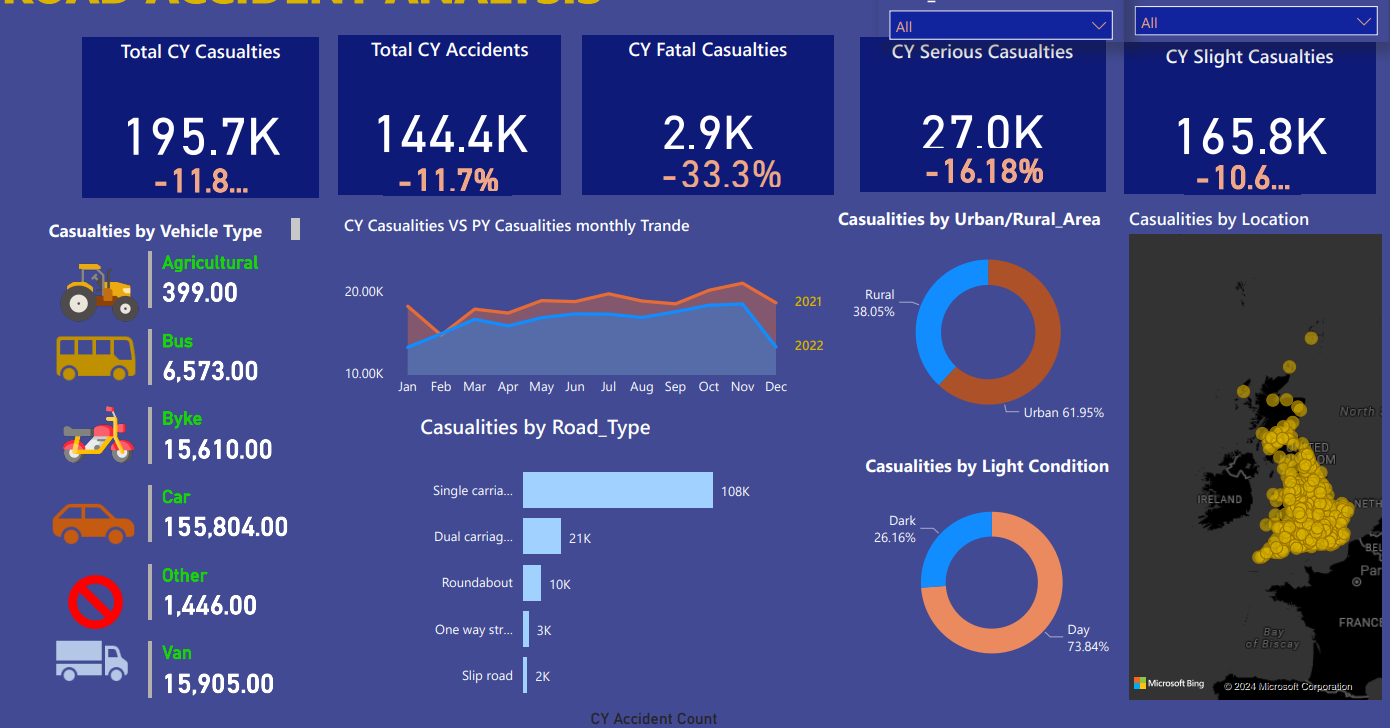 ROAD ACCIDENT ANALYSIS
All
All
Total CY Casualties
195.7K
-11.8...
Total CY Accidents
144.4K
-11.7%
CY Fatal Casualties
2.9K
-33.3%
CY Serious Casualties
27.0K
-16.18%
CY Slight Casualties
165.8K
-10.6...
Casualties by Vehicle Type
Agricultural
399.00
Bus
6,573.00
Byke
15,610.00
Car
155,804.00
Other
1,446.00
Van
15,905.00
CY Casualities VS PY Casualities monthly Trande
20.00K
10.00K
2021
2022
Jan Feb Mar Apr May Jun Jul Aug Sep Oct Nov Dec
Casualities by Road_Type
Single carria... 108K
Dual carriag... 21K
Roundabout 10K
One way str... 3K
Slip road 2K
CY Accident Count
Casualities by Urban/Rural_Area
Rural
38.05%
Urban 61.95%
Casualities by Light Condition
Dark
26.16%
Day
73.84%
Casualities by Location
North
IRELAND
NETH
BEL
Par
FRANCE
Bay
of Biscay
Microsoft Bing
© 2024 Microsoft Corporation